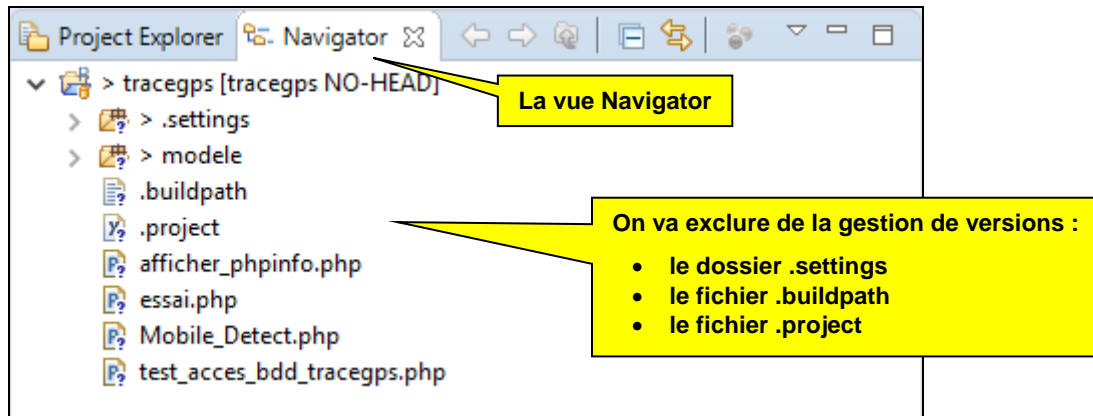 Project Explorer Navigator
> tracegps [tracegps NO-HEAD]
La vue Navigator
> .settings
> modele
.buildpath
.project
afficher_phpinfo.php
essai.php
Mobile_Detect.php
test_acces_bdd_tracegps.php
On va exclure de la gestion de versions :
• le dossier .settings
• le fichier .buildpath
• le fichier .project